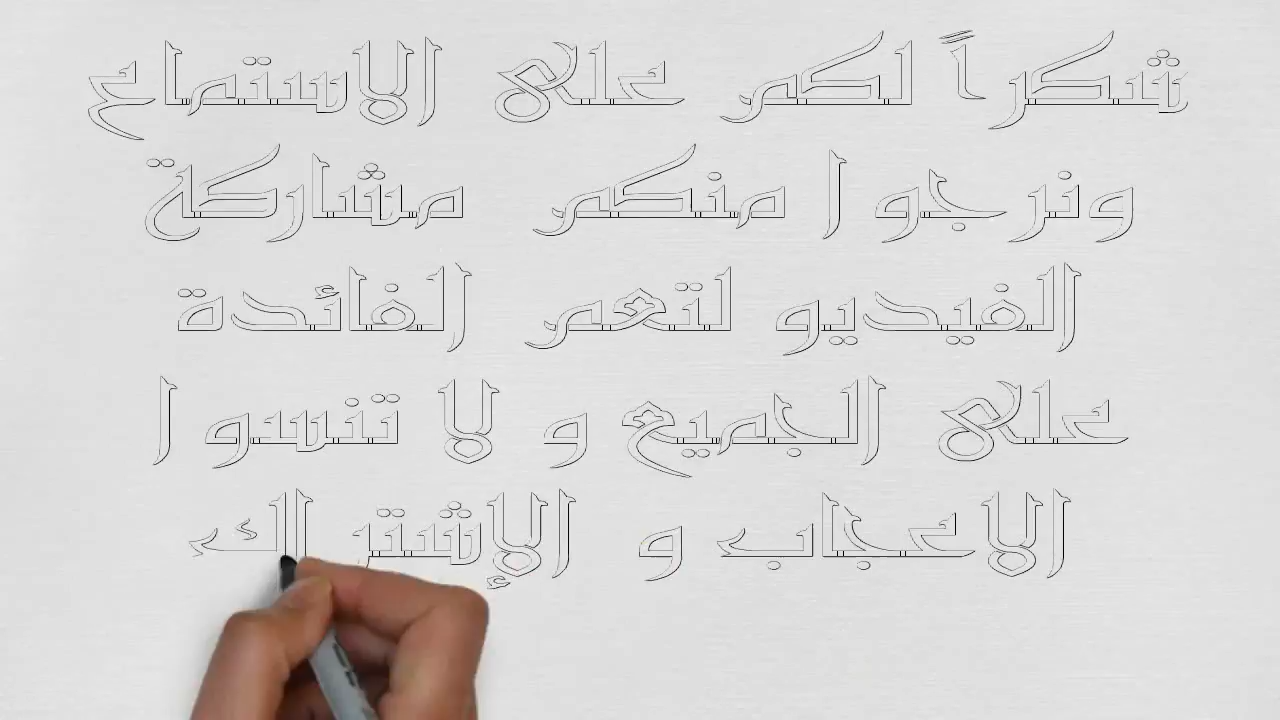 شكراً لكم على الاستماع
ونرجوا منكم مشاركة
الفيديو لتعم الفائدة
على الجميع و لا تنسوا
الاعجاب و الإشتراك